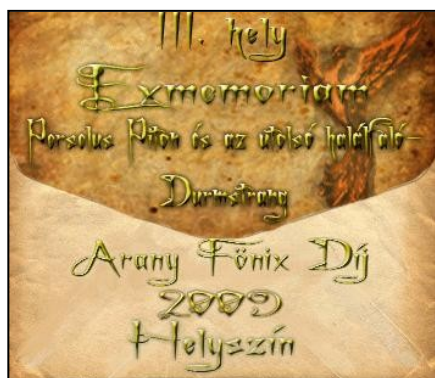 III. hely
Exmemoriam
Perselus Piton és az utolsó halálfaló-
Durmstrang
Arany Főnix Díj
2009
Helyszín